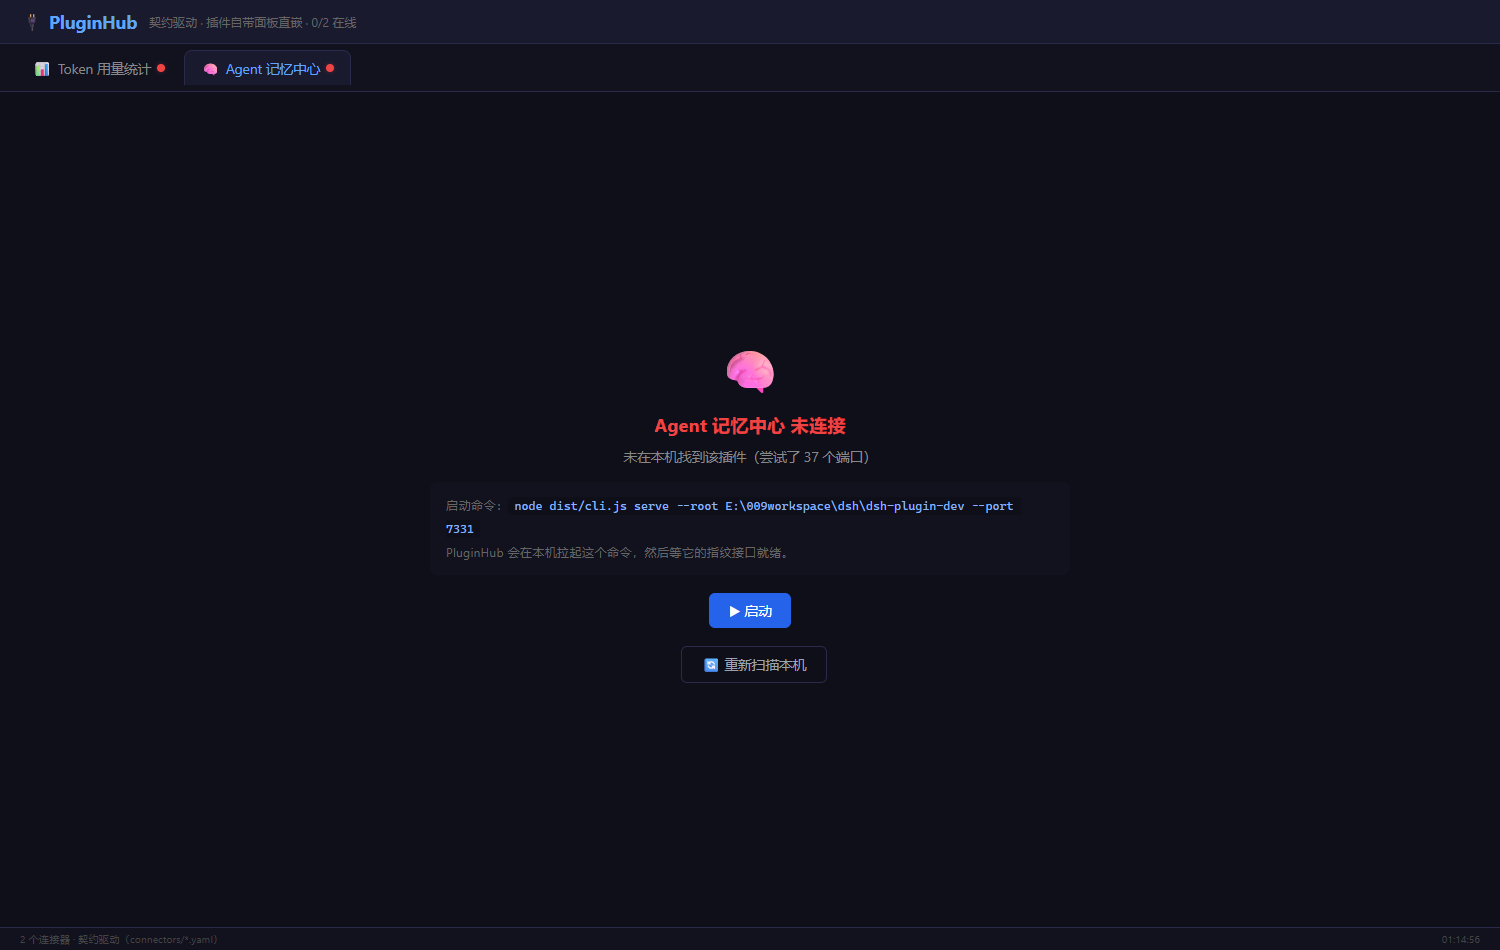 PluginHub 契约驱动 · 插件自带面板直嵌 · 0/2 在线
Token 用量统计 Agent 记忆中心
Agent 记忆中心 未连接
未在本机找到该插件（尝试了 37 个端口）
启动命令： node dist/cli.js serve --root E:\009workspace\dsh\dsh-plugin-dev --port
7331
PluginHub 会在本机拉起这个命令，然后等它的指纹接口就绪。
▶ 启动
重新扫描本机
2 个连接器 · 契约驱动（connectors/*.yaml） 01:14:56